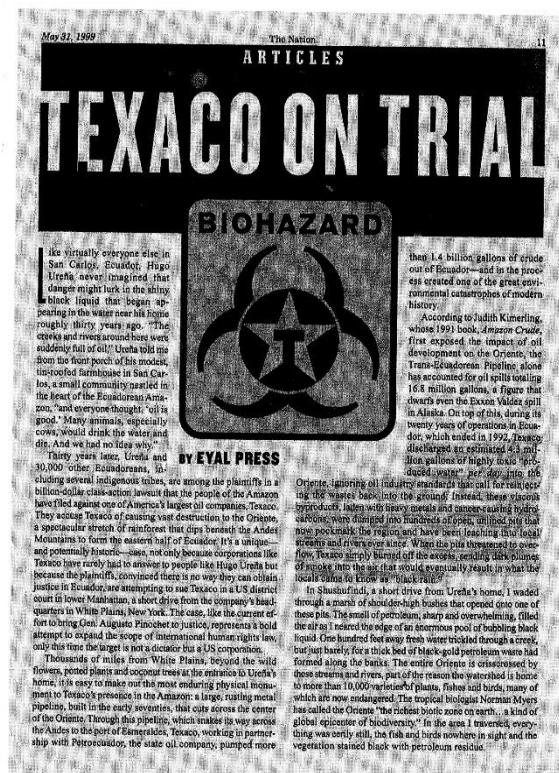 May 31, 1999
The Nation.
11
ARTICLES
TEXACO ON TRIAL
BIOHAZARD
T
BY EYAL PRESS
Like virtually everyone else in
San Carlos, Ecuador, Hugo
Ureña never imagined that
danger might lurk in the shiny
black liquid that began ap-
pearing in the water near his home
roughly thirty years ago. "The
creeks and rivers around here were
suddenly full of oil," Ureña told me
from the front porch of his modest,
tin-roofed farmhouse in San Car-
los, a small community nestled in
the heart of the Ecuadorean Ama-
zon, "and everyone thought, 'oil is
good.' Many animals, especially
cows, would drink the water and
die. And we had no idea why."
Thirty years later, Ureña and
30,000 other Ecuadoreans, in-
cluding several indigenous tribes, are among the plaintiffs in a
billion-dollar class-action lawsuit that the people of the Amazon
have filed against one of America's largest oil companies, Texaco.
They accuse Texaco of causing vast destruction to the Oriente,
a spectacular stretch of rainforest that dips beneath the Andes
Mountains to form the eastern half of Ecuador. It's a unique—
and potentially historic—case, not only because corporations like
Texaco have rarely had to answer to people like Hugo Ureña but
because the plaintiffs, convinced there is no way they can obtain
justice in Ecuador, are attempting to sue Texaco in a US district
court in lower Manhattan, a short drive from the company's head-
quarters in White Plains, New York. The case, like the current ef-
fort to bring Gen. Augusto Pinochet to justice, represents a bold
attempt to expand the scope of international human rights law,
only this time the target is not a dictator but a US corporation.
Thousands of miles from White Plains, beyond the wild
flowers, potted plants and coconut trees at the entrance to Ureña's
home, it is easy to make out the most enduring physical monu-
ment to Texaco's presence in the Amazon: a large, rusting metal
pipeline, built in the early seventies, that cuts across the center
of the Oriente. Through this pipeline, which snakes its way across
the Andes to the port of Esmeraldes, Texaco, working in partner-
ship with Petroecuador, the state oil company, pumped more
than 1.4 billion gallons of crude
out of Ecuador—and in the proc-
ess created one of the great envi-
ronmental catastrophes of modern
history.
According to Judith Kimerling,
whose 1991 book, Amazon Crude,
first exposed the impact of oil
development on the Oriente, the
Trans-Ecuadorean Pipeline alone
has accounted for oil spills totaling
16.8 million gallons, a figure that
dwarfs even the Exxon Valdez spill
in Alaska. On top of this, during its
twenty years of operations in Ecua-
dor, which ended in 1992, Texaco
discharged an estimated 4.3 mil-
lion gallons of highly toxic "pro-
duced water" per day into the
Oriente, ignoring oil industry standards that call for reinject-
ing the wastes back into the ground. Instead, these viscous
byproducts, laden with heavy metals and cancer-causing hydro-
carbons, were dumped into hundreds of open, unlined pits that
now pockmark the region and have been leaching into local
streams and rivers ever since. When the pits threatened to over-
flow, Texaco simply burned off the excess, sending dark plumes
of smoke into the air that would eventually result in what the
locals came to know as "black rain."
In Shushufindi, a short drive from Ureña's home, I waded
through a marsh of shoulder-high bushes that opened onto one of
these pits. The smell of petroleum, sharp and overwhelming, filled
the air as I neared the edge of an enormous pool of bubbling black
liquid. One hundred feet away fresh water trickled through a creek,
but just barely, for a thick bed of black-gold petroleum waste had
formed along the banks. The entire Oriente is crisscrossed by
these streams and rivers, part of the reason the watershed is home
to more than 10,000 varieties of plants, fishes and birds, many of
which are now endangered. The tropical biologist Norman Myers
has called the Oriente "the richest biotic zone on earth...a kind of
global epicenter of biodiversity." In the area I traversed, every-
thing was eerily still, the fish and birds nowhere in sight and the
vegetation stained black with petroleum residue.